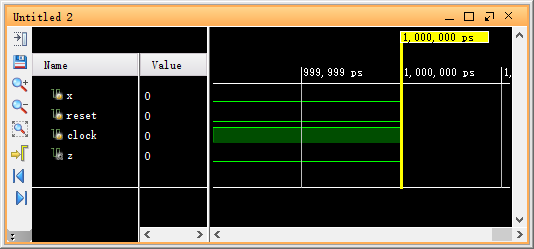 Untitled 2
1,000,000 ps
Name Value
999,999 ps 1,000,000 ps 1,
x 0
reset 0
clock 0
z 0